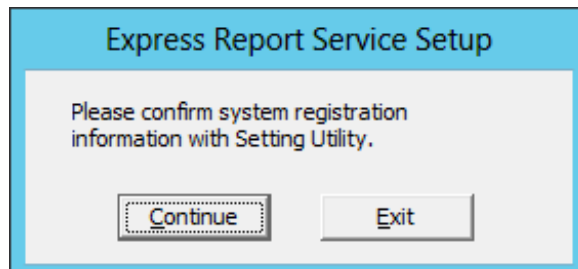 Express Report Service Setup
Please confirm system registration
information with Setting Utility.
Continue
Exit